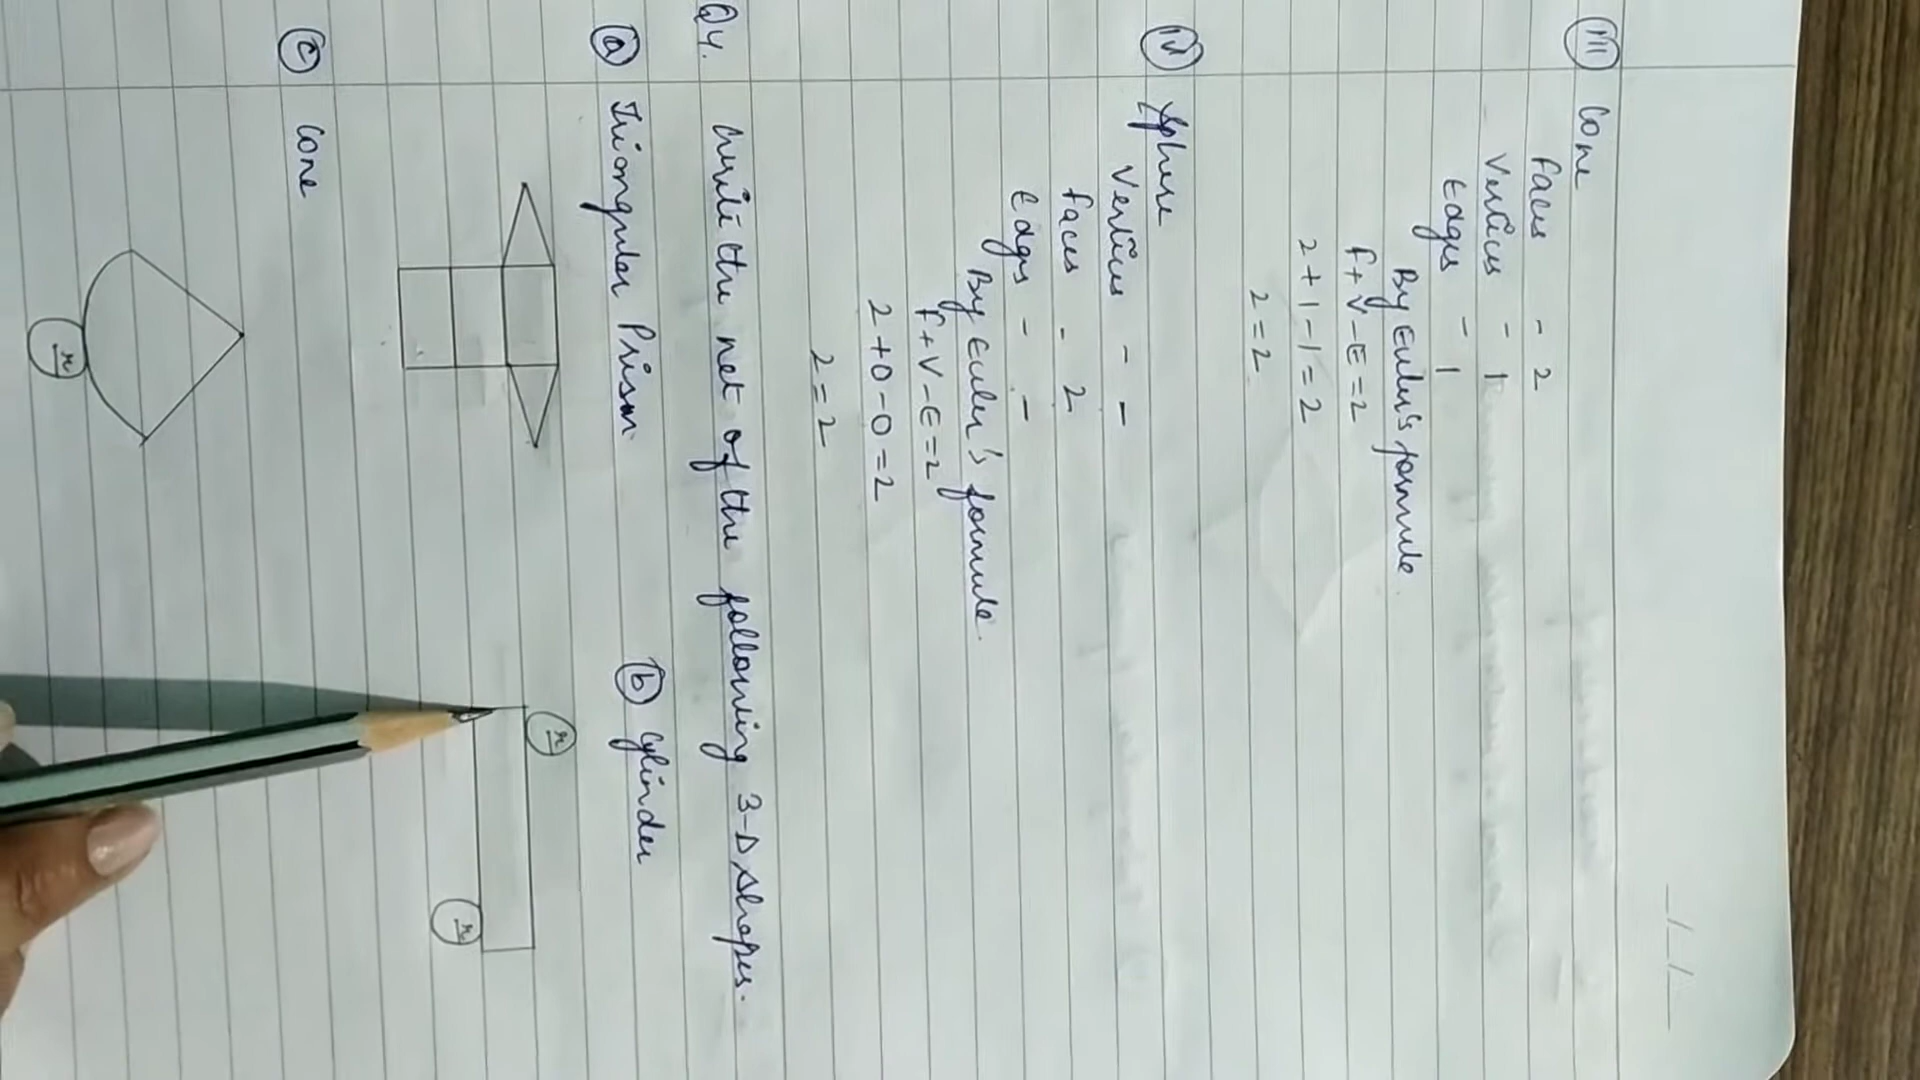 (iii) Cone
Faces - 2
Vertices - 1
Edges - 1
By Euler's formule.
F+V-E=2
2+1-1=2
2=2
(iv) Sphere
Vertices - -
faces - 2
Edges - -
By Euler's formule.
F+V-E=2
2+0-0=2
2=2
Q4. Write the net of the following 3-D shapes.
(a) Triangular Prism (b) Cylinder
r
r
(c) Cone
r